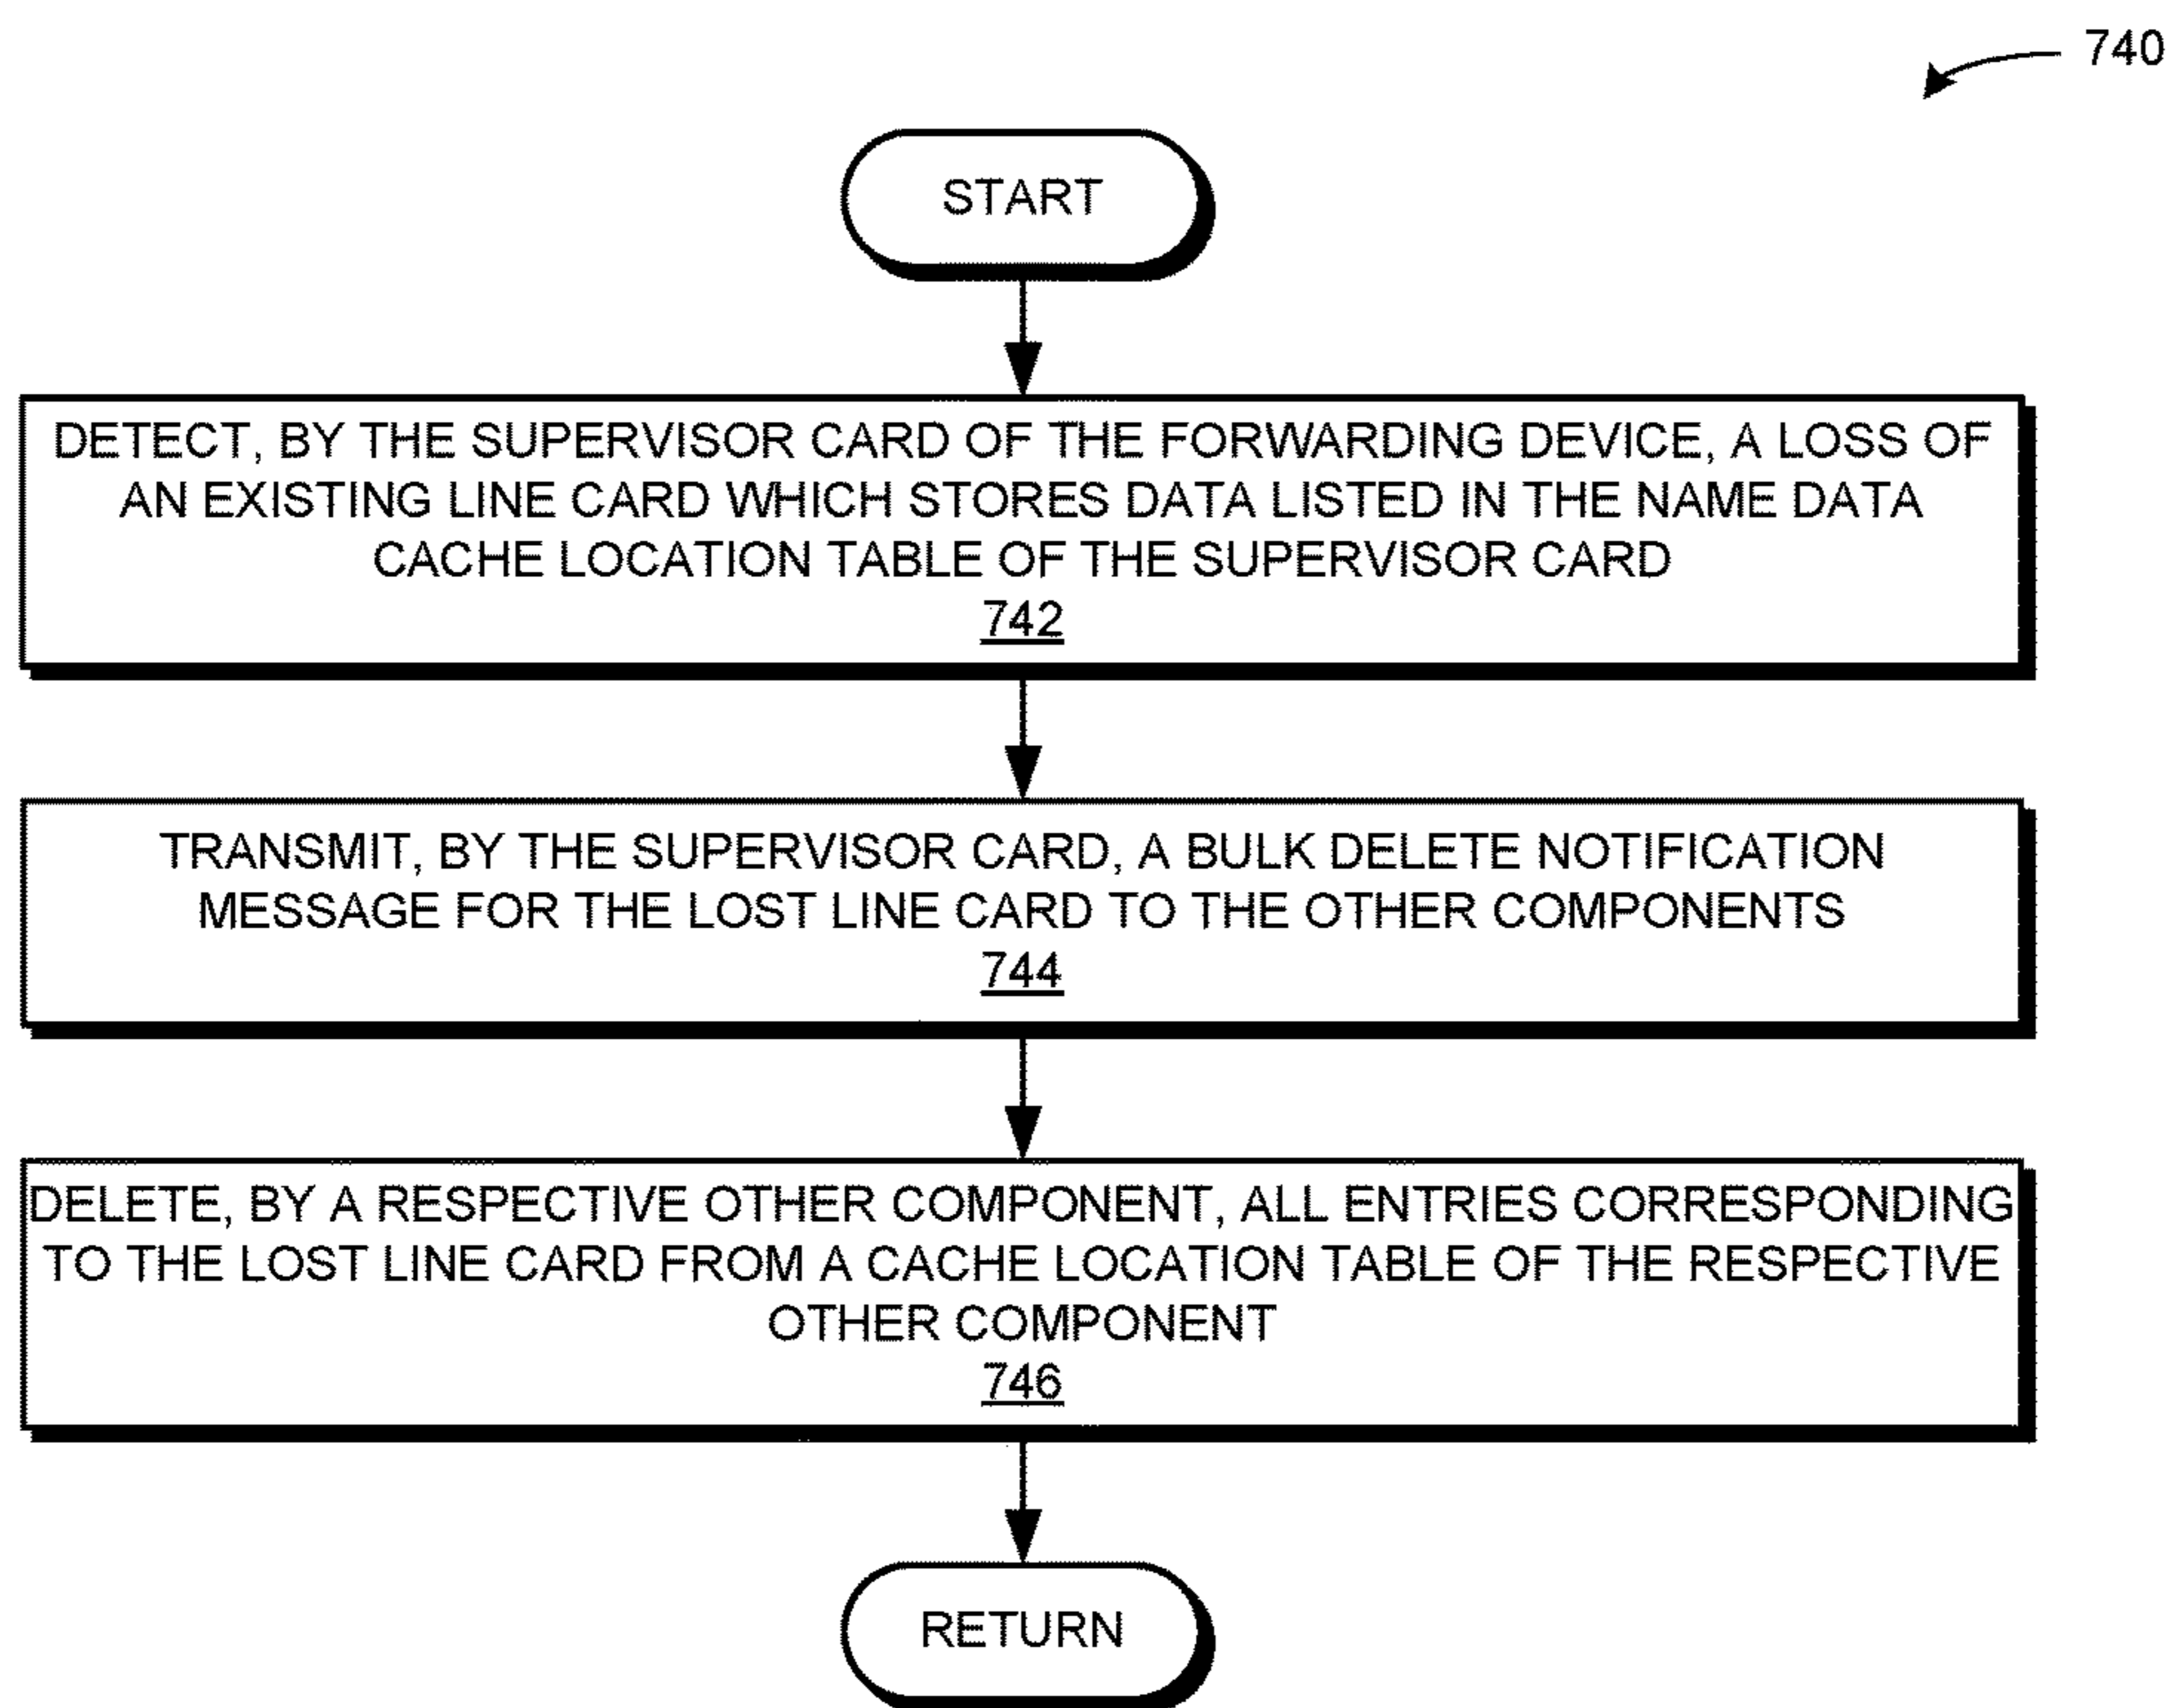 740
START
DETECT, BY THE SUPERVISOR CARD OF THE FORWARDING DEVICE, A LOSS OF
AN EXISTING LINE CARD WHICH STORES DATA LISTED IN THE NAME DATA
CACHE LOCATION TABLE OF THE SUPERVISOR CARD
742
TRANSMIT, BY THE SUPERVISOR CARD, A BULK DELETE NOTIFICATION
MESSAGE FOR THE LOST LINE CARD TO THE OTHER COMPONENTS
744
DELETE, BY A RESPECTIVE OTHER COMPONENT, ALL ENTRIES CORRESPONDING
TO THE LOST LINE CARD FROM A CACHE LOCATION TABLE OF THE RESPECTIVE
OTHER COMPONENT
746
RETURN